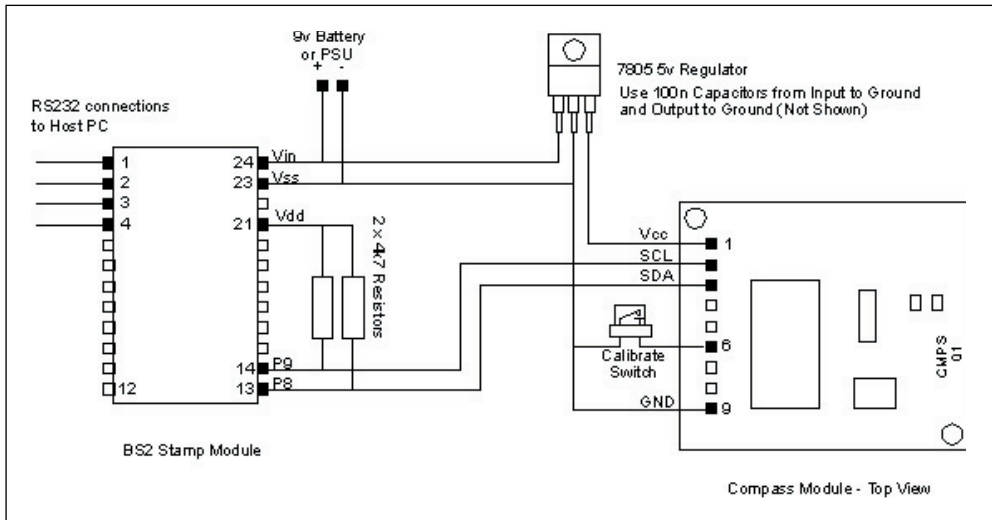 9v Battery
or PSU
+ -
7805 5v Regulator
Use 100n Capacitors from Input to Ground
and Output to Ground (Not Shown)
RS232 connections
to Host PC
1 24 Vin
2 23 Vss
3
4 21 Vdd
2 x 4k7 Resistors
Vcc 1
SCL
SDA
6
Calibrate
Switch
CMPS
01
14 P9
12 13 P8
GND 9
BS2 Stamp Module
Compass Module - Top View